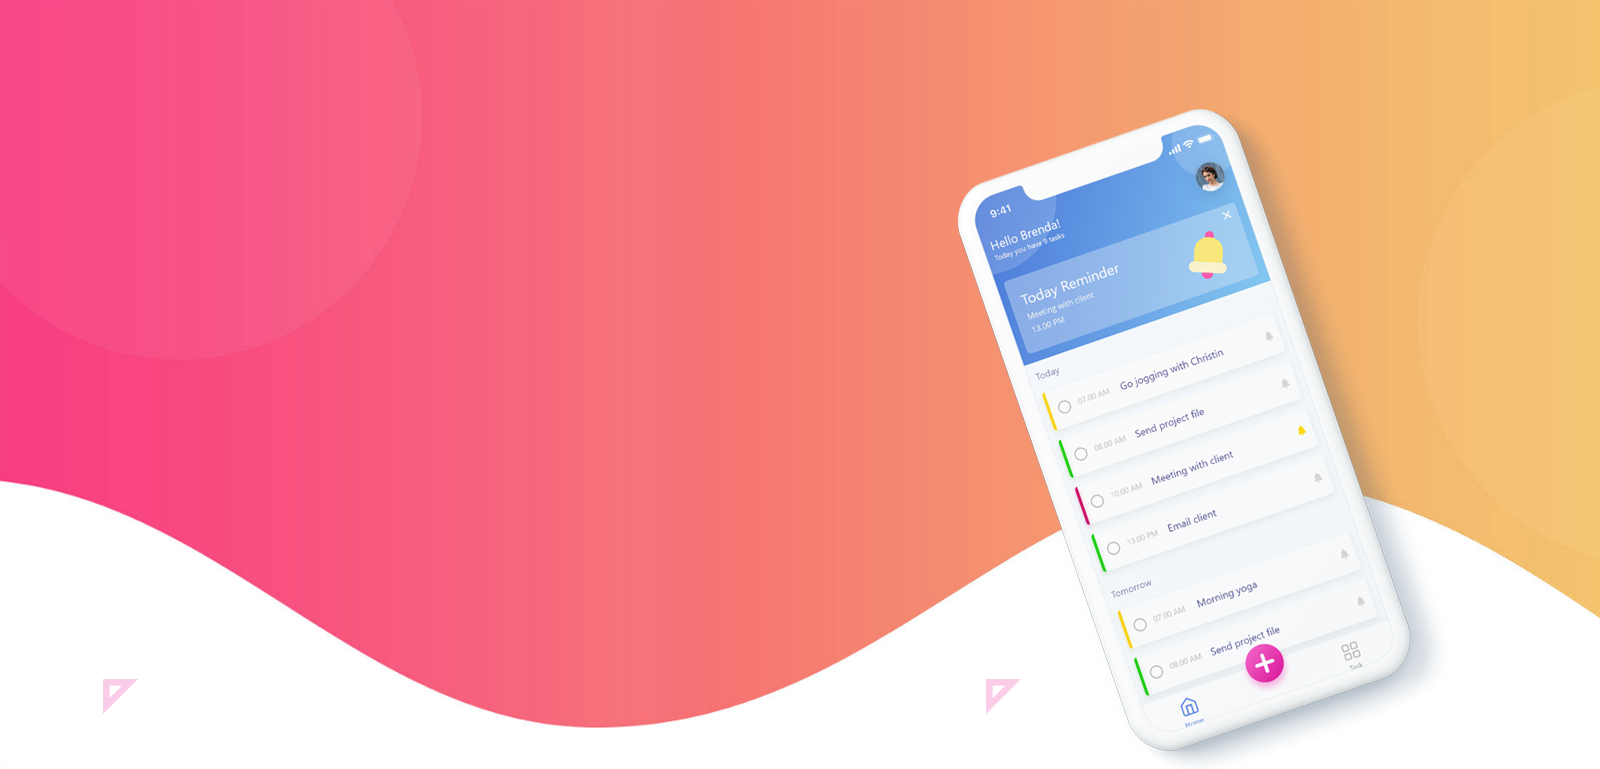 9:41
Hello Brenda!
Today you have 9 tasks
Today Reminder
Meeting with client
13.00 PM
Today
07.00 AM Go jogging with Christin
08.00 AM Send project file
10.00 AM Meeting with client
13.00 PM Email client
Tomorrow
07.00 AM Morning yoga
08.00 AM Send project file
Home
Task